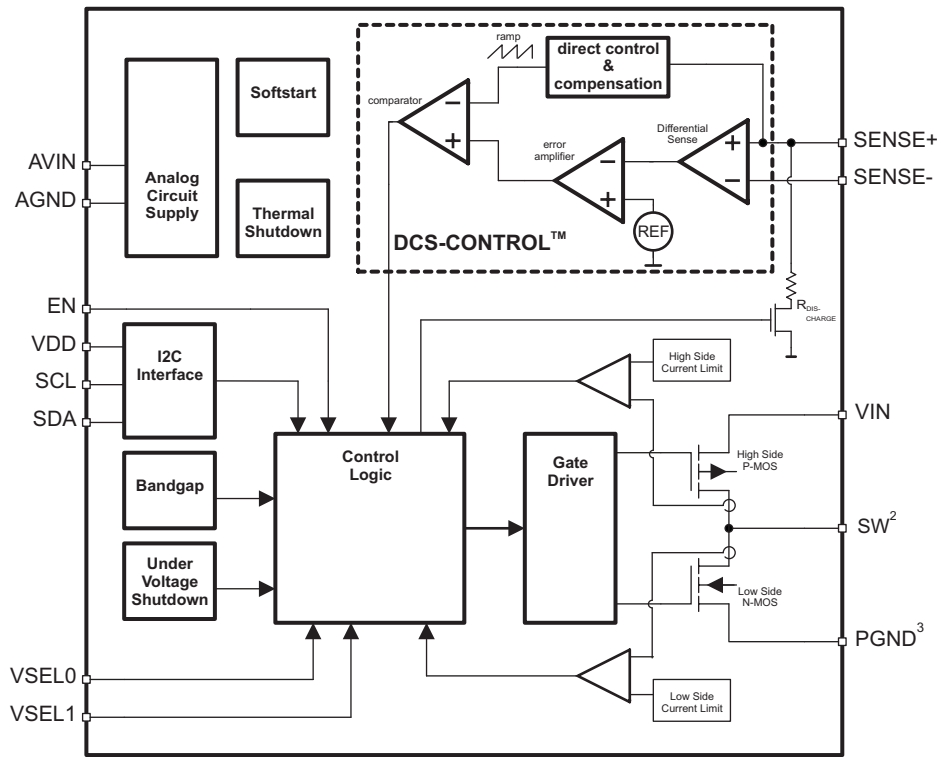 ramp
direct control
&
compensation
Softstart
comparator
−
+
Differential
Sense
error
amplifier
−
+
+
−
SENSE+
SENSE-
AVIN
AGND
Analog
Circuit
Supply
Thermal
Shutdown
REF
DCS-CONTROL™
EN
R DIS-
CHARGE
VDD
SCL
SDA
I2C
Interface
High Side
Current Limit
VIN
Control
Logic
Gate
Driver
High Side
P-MOS
Bandgap
SW²
Under
Voltage
Shutdown
Low Side
N-MOS
PGND³
VSEL0
VSEL1
Low Side
Current Limit